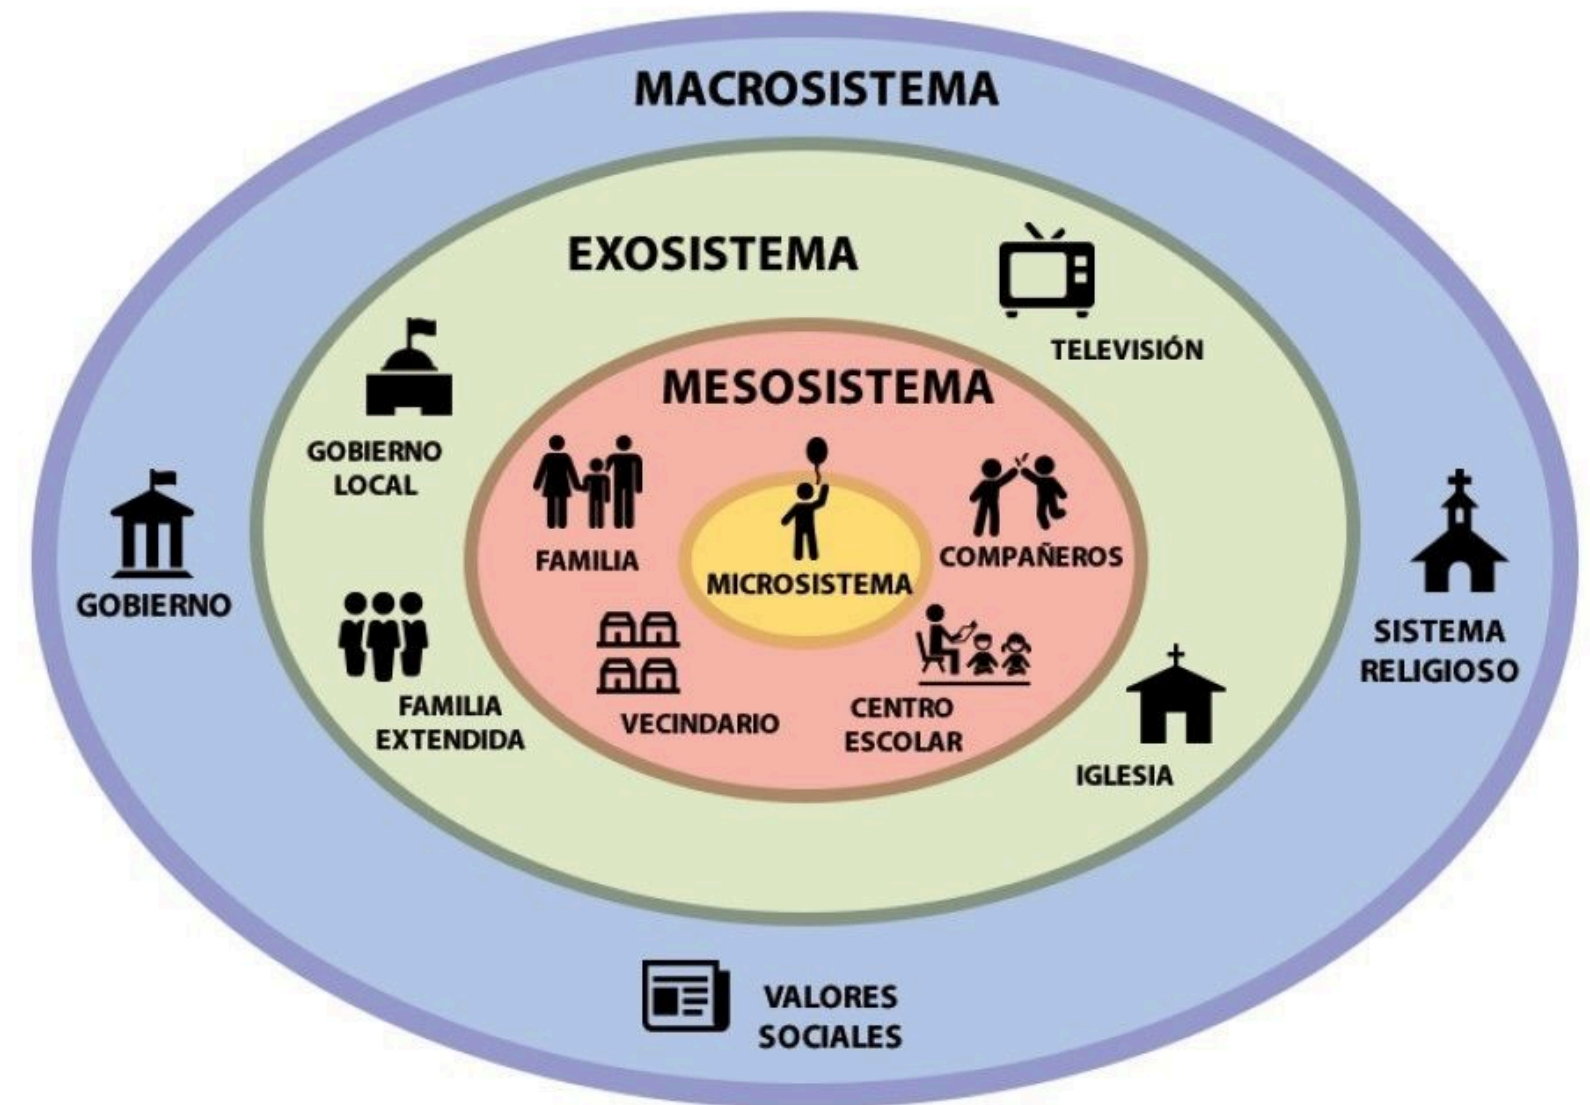 MACROSISTEMA
EXOSISTEMA
TELEVISIÓN
MESOSISTEMA
GOBIERNO
LOCAL
FAMILIA
COMPAÑEROS
MICROSISTEMA
GOBIERNO
SISTEMA
RELIGIOSO
FAMILIA
EXTENDIDA
VECINDARIO
CENTRO
ESCOLAR
IGLESIA
VALORES
SOCIALES